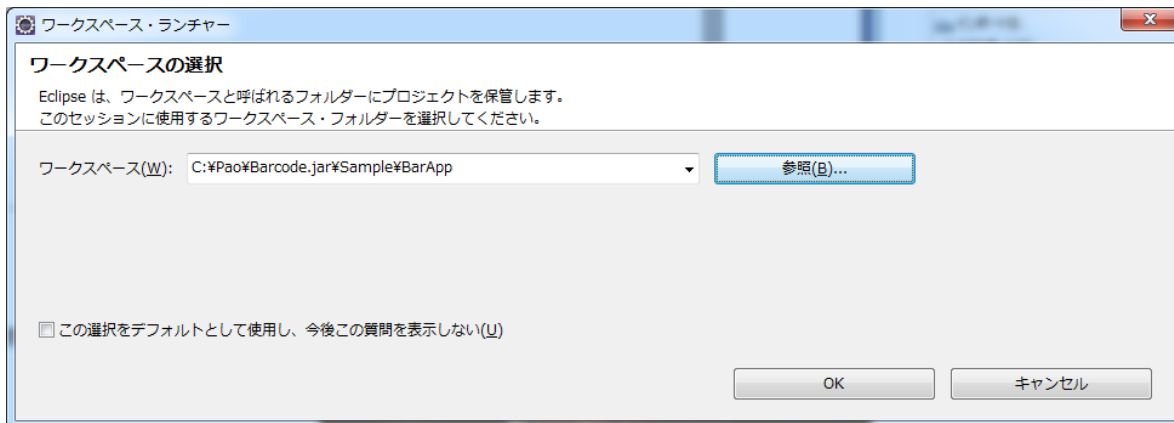 ワークスペース・ランチャー
x
ワークスペースの選択
Eclipse は、ワークスペースと呼ばれるフォルダーにプロジェクトを保管します。
このセッションに使用するワークスペース・フォルダーを選択してください。
ワークスペース(W): C:¥Pao¥Barcode.jar¥Sample¥BarApp 参照(B)...
この選択をデフォルトとして使用し、今後この質問を表示しない(U)
OK キャンセル